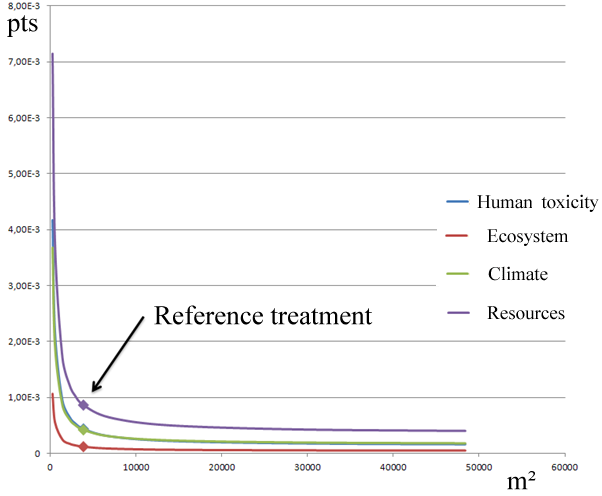 8,00E-3
pts
7,00E-3
6,00E-3
5,00E-3
4,00E-3
3,00E-3
2,00E-3
1,00E-3
0
Human toxicity
Ecosystem
Climate
Resources
Reference treatment
0 10000 20000 30000 40000 50000 60000
m²